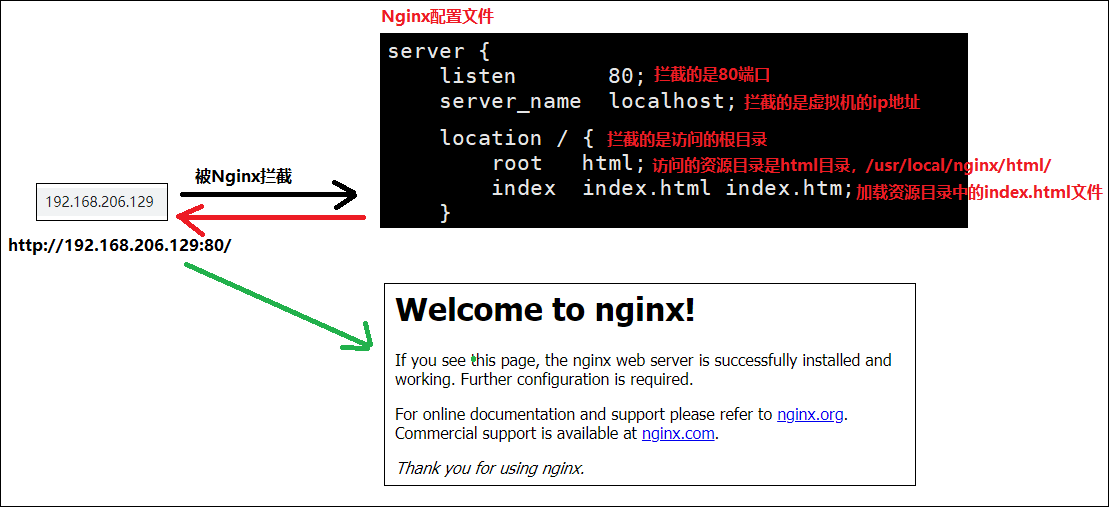 Nginx配置文件
server {
listen 80; 拦截的是80端口
server_name localhost; 拦截的是虚拟机的ip地址
location / { 拦截的是访问的根目录
root html; 访问的资源目录是html目录，/usr/local/nginx/html/
index index.html index.htm; 加载资源目录中的index.html文件
}
被Nginx拦截
192.168.206.129
http://192.168.206.129:80/
Welcome to nginx!
If you see this page, the nginx web server is successfully installed and
working. Further configuration is required.
For online documentation and support please refer to nginx.org.
Commercial support is available at nginx.com.
Thank you for using nginx.